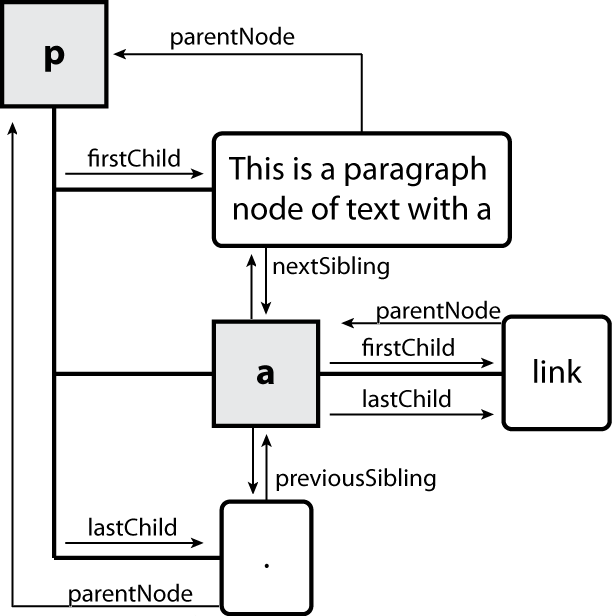 parentNode
p
firstChild
This is a paragraph
node of text with a
nextSibling
parentNode
firstChild
a
link
lastChild
previousSibling
lastChild
.
parentNode